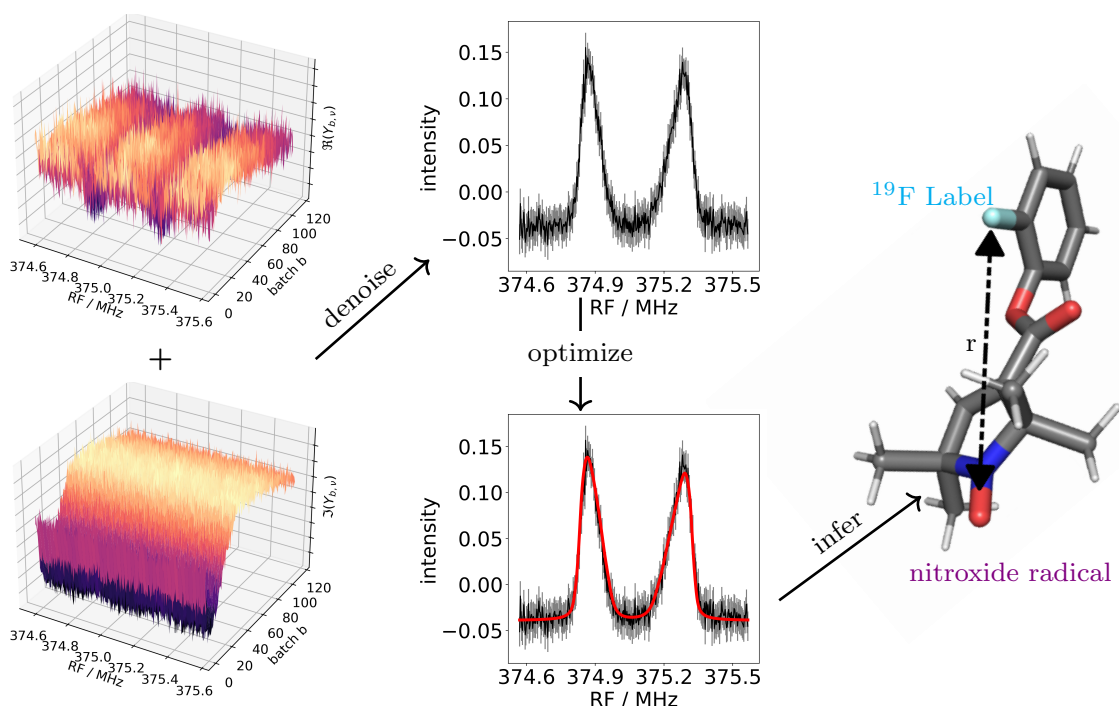 ℜ(Y_{b, ν})
120
100
80
60
40
20
0
batch b
374.6
374.8
375.0
375.2
375.4
375.6
RF / MHz
+
ℑ(Y_{b, ν})
120
100
80
60
40
20
0
batch b
374.6
374.8
375.0
375.2
375.4
375.6
RF / MHz
denoise
0.15
0.10
0.05
0.00
−0.05
intensity
374.6 374.9 375.2 375.5
RF / MHz
optimize
0.15
0.10
0.05
0.00
−0.05
intensity
374.6 374.9 375.2 375.5
RF / MHz
infer
¹⁹F Label
r
nitroxide radical